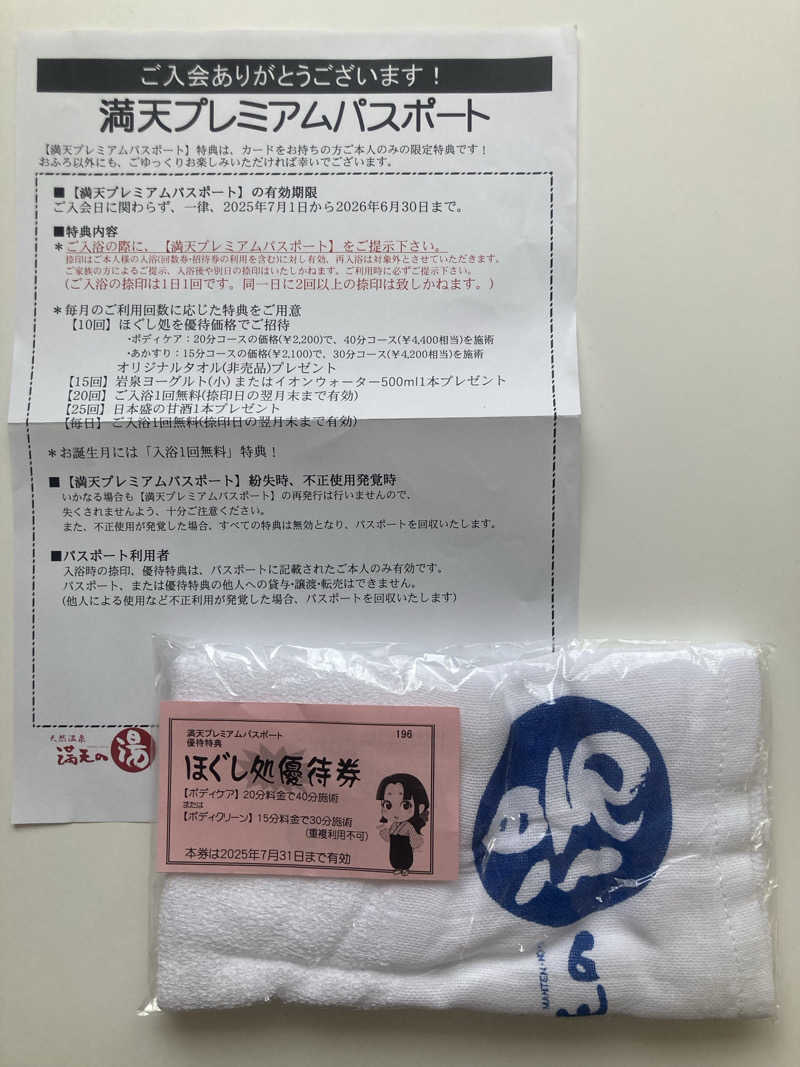 ご入会ありがとうございます！
満天プレミアムパスポート
【満天プレミアムパスポート】特典は、カードをお持ちの方ご本人のみの限定特典です！
おふろ以外にも、ごゆっくりお楽しみいただければ幸いでございます。
■【満天プレミアムパスポート】の有効期限
ご入会日に関わらず、一律、2025年7月1日から2026年6月30日まで。
■特典内容
＊ご入浴の際に、【満天プレミアムパスポート】をご提示下さい。
捺印はご本人様の入浴(回数券・招待券の利用を含む)に対し有効、再入浴は対象外とさせていただきます。
ご家族の方によるご提示、入浴後や別日の捺印はいたしかねます。ご利用時に必ずご提示下さい。
(ご入浴の捺印は1日1回です。同一日に2回以上の捺印は致しかねます。)
＊毎月のご利用回数に応じた特典をご用意
【10回】ほぐし処を優待価格でご招待
・ボディケア：20分コースの価格(￥2,200)で、40分コース(￥4,400相当)を施術
・あかすり：15分コースの価格(￥2,100)で、30分コース(￥4,200相当)を施術
オリジナルタオル(非売品)プレゼント
【15回】岩泉ヨーグルト(小)またはイオンウォーター500ml1本プレゼント
【20回】ご入浴1回無料(捺印日の翌月末まで有効)
【25回】日本盛の甘酒1本プレゼント
【毎日】ご入浴1回無料(捺印日の翌月末まで有効)
＊お誕生月には「入浴1回無料」特典！
■【満天プレミアムパスポート】紛失時、不正使用発覚時
いかなる場合も【満天プレミアムパスポート】の再発行は行いませんので、
失くされませんよう、十分ご注意ください。
また、不正使用が発覚した場合、すべての特典は無効となり、パスポートを回収いたします。
■パスポート利用者
入浴時の捺印、優待特典は、パスポートに記載されたご本人のみ有効です。
パスポート、または優待特典の他人への貸与・譲渡・転売はできません。
(他人による使用など不正利用が発覚した場合、パスポートを回収いたします)
天然温泉
満天の湯
満天プレミアムパスポート 196
優待特典
ほぐし処優待券
【ボディケア】20分料金で40分施術
または
【ボディクリーン】15分料金で30分施術
(重複利用不可)
本券は2025年7月31日まで有効
湯